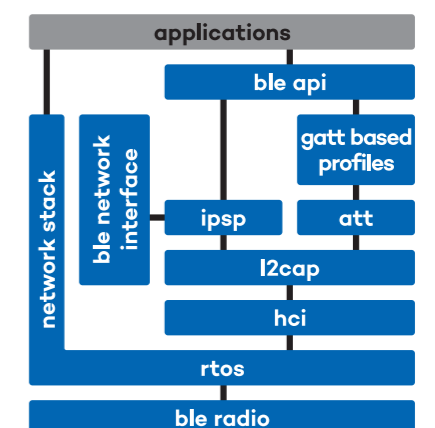 applications
ble api
gatt based
profiles
network stack
ble network
interface
ipsp
att
l2cap
hci
rtos
ble radio